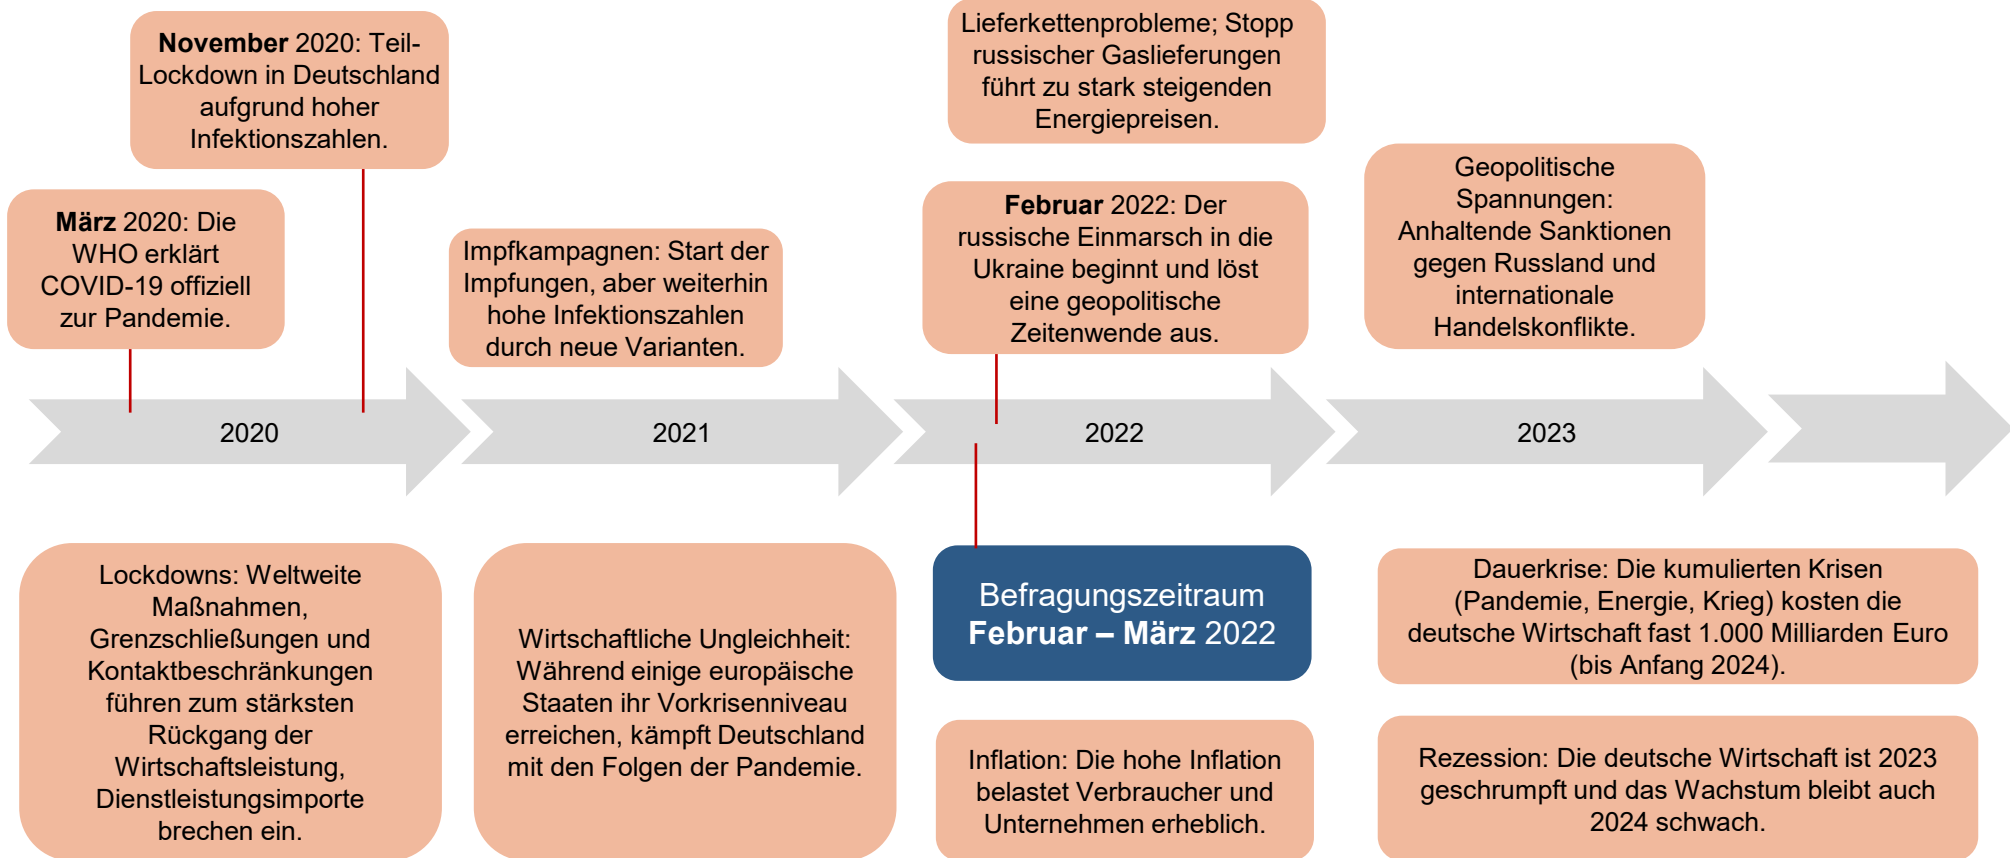 November 2020: Teil-
Lockdown in Deutschland
aufgrund hoher
Infektionszahlen.
Lieferkettenprobleme; Stopp
russischer Gaslieferungen
führt zu stark steigenden
Energiepreisen.
März 2020: Die
WHO erklärt
COVID-19 offiziell
zur Pandemie.
Impfkampagnen: Start der
Impfungen, aber weiterhin
hohe Infektionszahlen
durch neue Varianten.
Februar 2022: Der
russische Einmarsch in die
Ukraine beginnt und löst
eine geopolitische
Zeitenwende aus.
Geopolitische
Spannungen:
Anhaltende Sanktionen
gegen Russland und
internationale
Handelskonflikte.
2020
2021
2022
2023
Lockdowns: Weltweite
Maßnahmen,
Grenzschließungen und
Kontaktbeschränkungen
führen zum stärksten
Rückgang der
Wirtschaftsleistung,
Dienstleistungsimporte
brechen ein.
Wirtschaftliche Ungleichheit:
Während einige europäische
Staaten ihr Vorkrisenniveau
erreichen, kämpft Deutschland
mit den Folgen der Pandemie.
Befragungszeitraum
Februar – März 2022
Inflation: Die hohe Inflation
belastet Verbraucher und
Unternehmen erheblich.
Dauerkrise: Die kumulierten Krisen
(Pandemie, Energie, Krieg) kosten die
deutsche Wirtschaft fast 1.000 Milliarden Euro
(bis Anfang 2024).
Rezession: Die deutsche Wirtschaft ist 2023
geschrumpft und das Wachstum bleibt auch
2024 schwach.